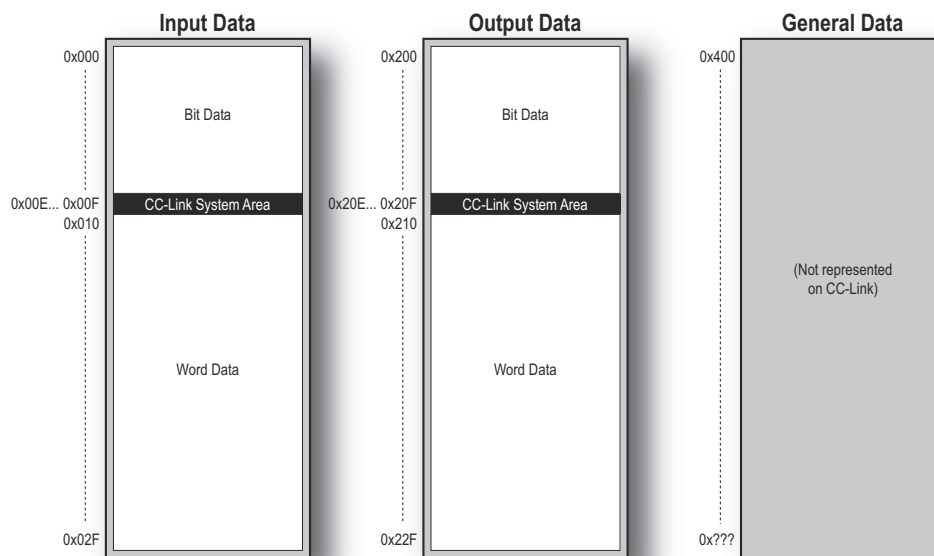 Input Data
0x000
Bit Data
0x00E... 0x00F
CC-Link System Area
0x010
Word Data
0x02F
Output Data
0x200
Bit Data
0x20E... 0x20F
CC-Link System Area
0x210
Word Data
0x22F
General Data
0x400
(Not represented
on CC-Link)
0x???